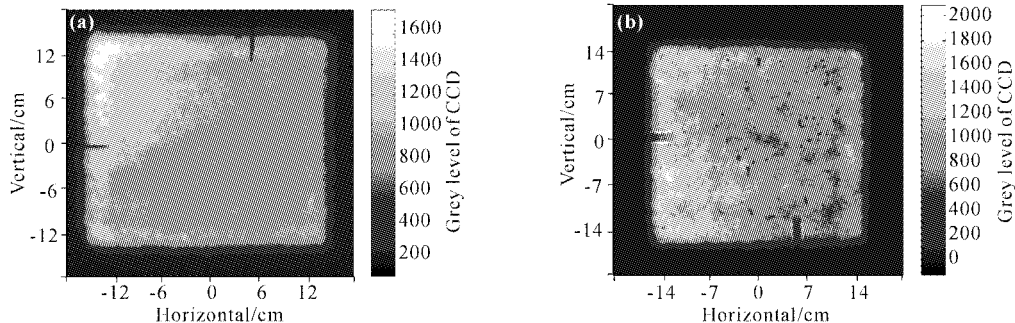 (a)
12
6
0
-6
-12
Vertical/cm
-12 -6 0 6 12
Horizontal/cm
1600
1400
1200
1000
800
600
400
200
Grey level of CCD
(b)
14
7
0
-7
-14
Vertical/cm
-14 -7 0 7 14
Horizontal/cm
2000
1800
1600
1400
1200
1000
800
600
400
200
0
Grey level of CCD